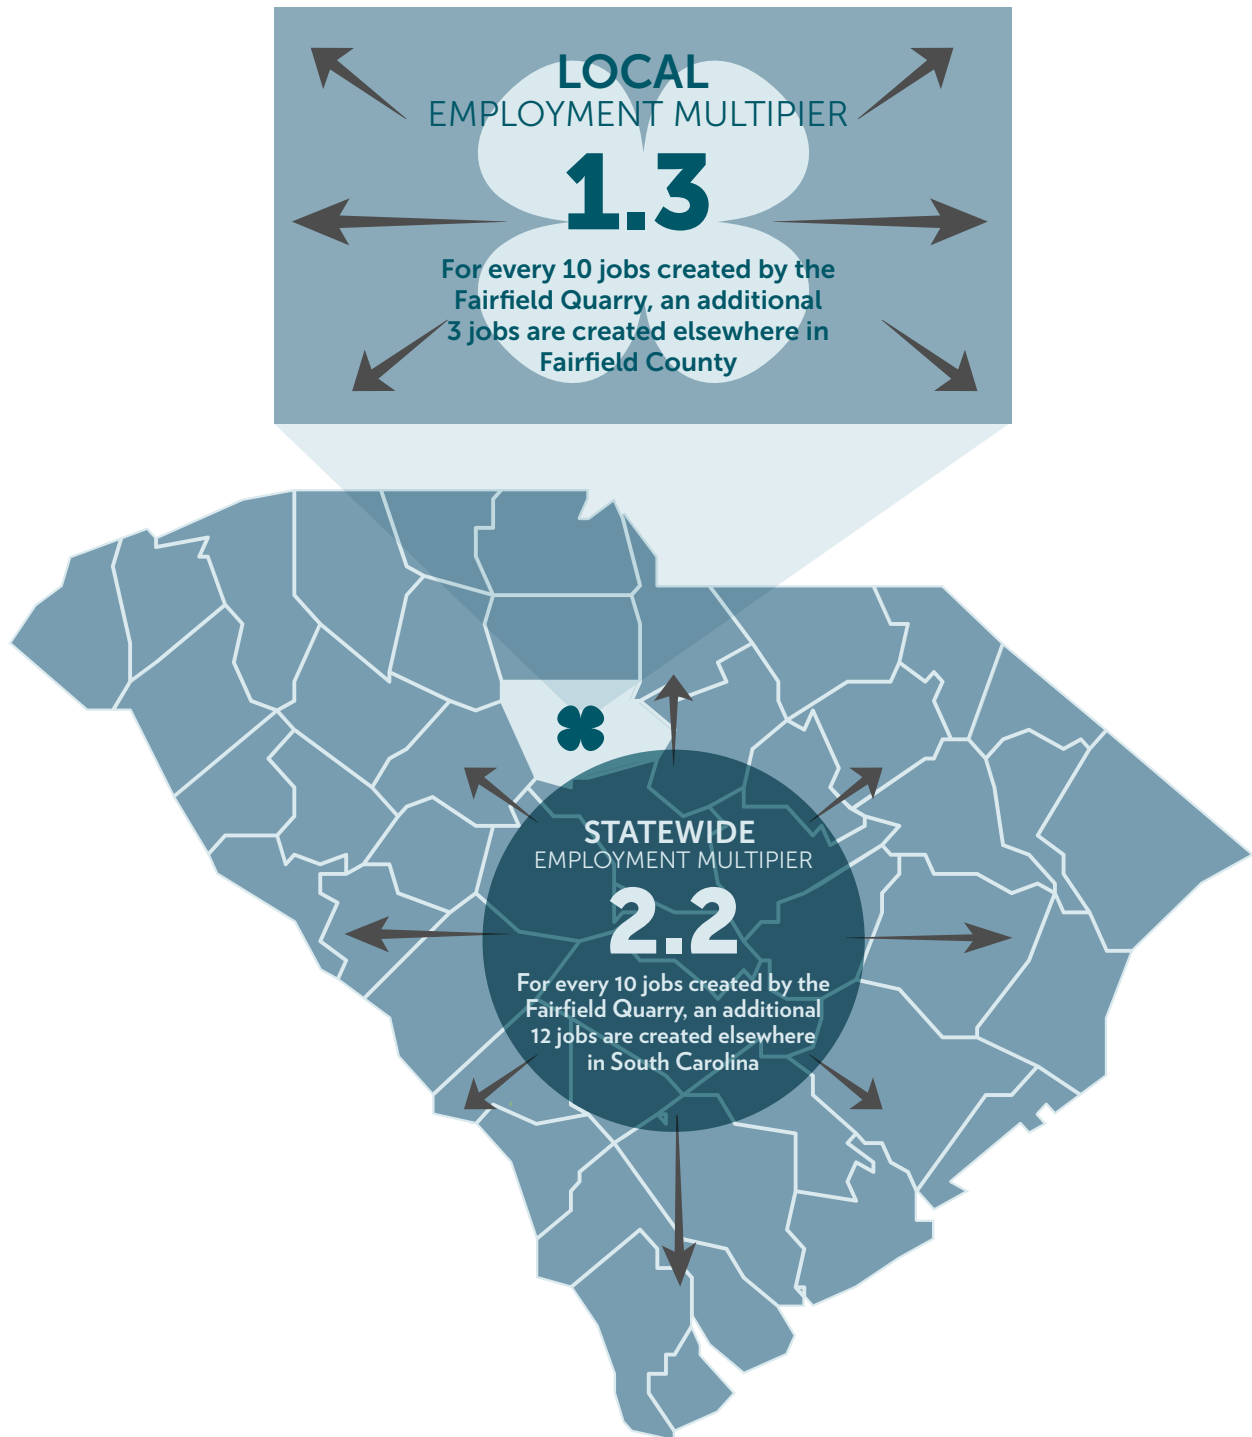 LOCAL
EMPLOYMENT MULTIPIER
1.3
For every 10 jobs created by the
Fairfield Quarry, an additional
3 jobs are created elsewhere in
Fairfield County
STATEWIDE
EMPLOYMENT MULTIPIER
2.2
For every 10 jobs created by the
Fairfield Quarry, an additional
12 jobs are created elsewhere
in South Carolina